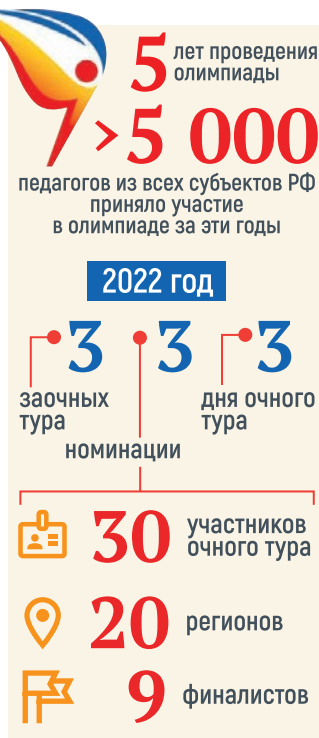 5 лет проведения
олимпиады
>5 000
педагогов из всех субъектов РФ
приняло участие
в олимпиаде за эти годы
2022 год
3 3 3
заочных
тура
дня очного
тура
номинации
30 участников
очного тура
20 регионов
9 финалистов